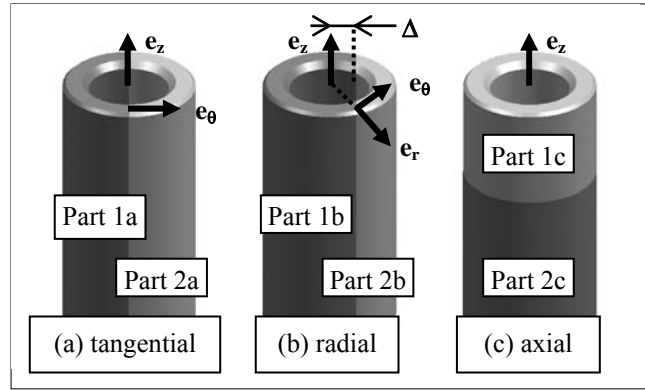 e_z
e_θ
Part 1a
Part 2a
(a) tangential
e_z
Δ
e_θ
e_r
Part 1b
Part 2b
(b) radial
e_z
Part 1c
Part 2c
(c) axial